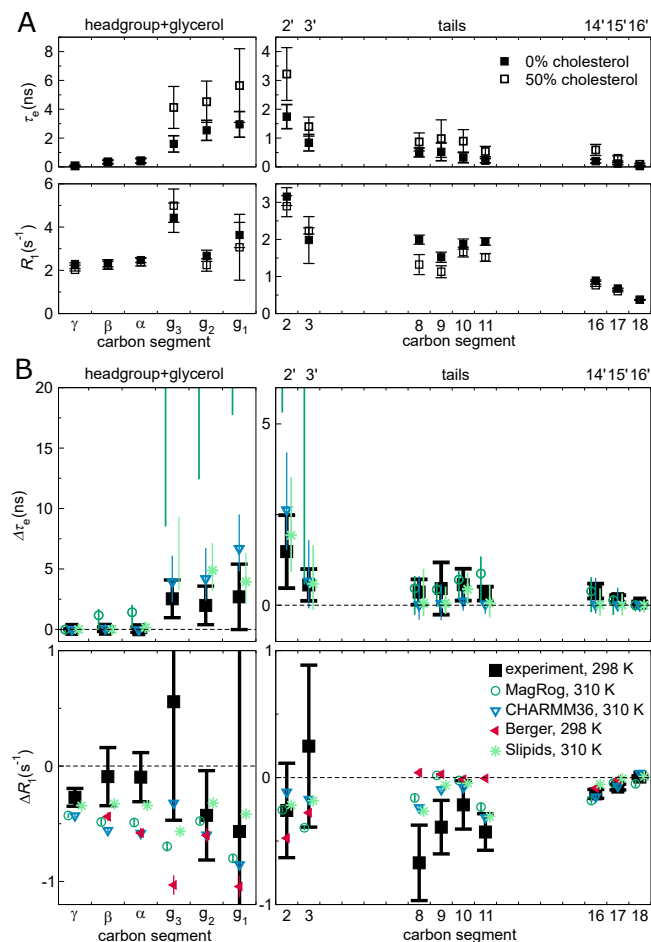 A
headgroup+glycerol
2' 3' tails 14' 15' 16'
8
6
4
2
0
τe(ns)
8
6
4
2
0
0% cholesterol
50% cholesterol
6
4
2
0
R1(s-1)
3
2
1
0
γ β α g3 g2 g1
carbon segment
2 3 8 9 10 11 16 17 18
carbon segment
B
headgroup+glycerol
2' 3' tails 14' 15' 16'
20
15
10
5
0
Δτe(ns)
5
0
1
0
-1
ΔR1(s-1)
1
0
-1
experiment, 298 K
MagRog, 310 K
CHARMM36, 310 K
Berger, 298 K
Slipids, 310 K
γ β α g3 g2 g1
carbon segment
2 3 8 9 10 11 16 17 18
carbon segment